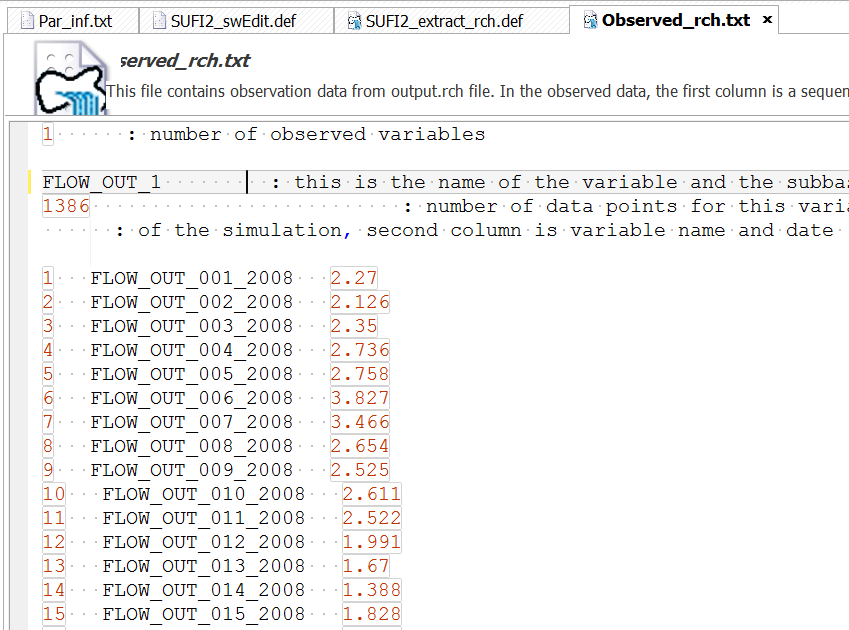 Par_inf.txt SUFI2_swEdit.def SUFI2_extract_rch.def Observed_rch.txt ×
served_rch.txt
This file contains observation data from output.rch file. In the observed data, the first column is a sequen
1 : number of observed variables
FLOW_OUT_1 : this is the name of the variable and the subba
1386 : number of data points for this vari
: of the simulation, second column is variable name and date
1 FLOW_OUT_001_2008 2.27
2 FLOW_OUT_002_2008 2.126
3 FLOW_OUT_003_2008 2.35
4 FLOW_OUT_004_2008 2.736
5 FLOW_OUT_005_2008 2.758
6 FLOW_OUT_006_2008 3.827
7 FLOW_OUT_007_2008 3.466
8 FLOW_OUT_008_2008 2.654
9 FLOW_OUT_009_2008 2.525
10 FLOW_OUT_010_2008 2.611
11 FLOW_OUT_011_2008 2.522
12 FLOW_OUT_012_2008 1.991
13 FLOW_OUT_013_2008 1.67
14 FLOW_OUT_014_2008 1.388
15 FLOW_OUT_015_2008 1.828